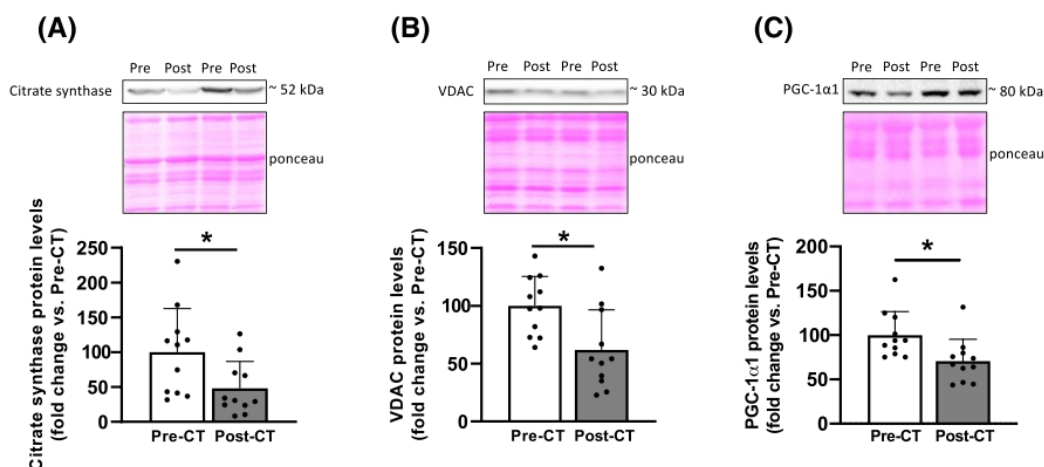 (A)
Pre Post Pre Post
Citrate synthase
~ 52 kDa
ponceau
Citrate synthase protein levels
(fold change vs. Pre-CT)
250
200
150
100
50
0
*
Pre-CT Post-CT
(B)
Pre Post Pre Post
VDAC
~ 30 kDa
ponceau
VDAC protein levels
(fold change vs. Pre-CT)
150
100
50
0
*
Pre-CT Post-CT
(C)
Pre Post Pre Post
PGC-1α1
~ 80 kDa
ponceau
PGC-1α1 protein levels
(fold change vs. Pre-CT)
200
150
100
50
0
*
Pre-CT Post-CT